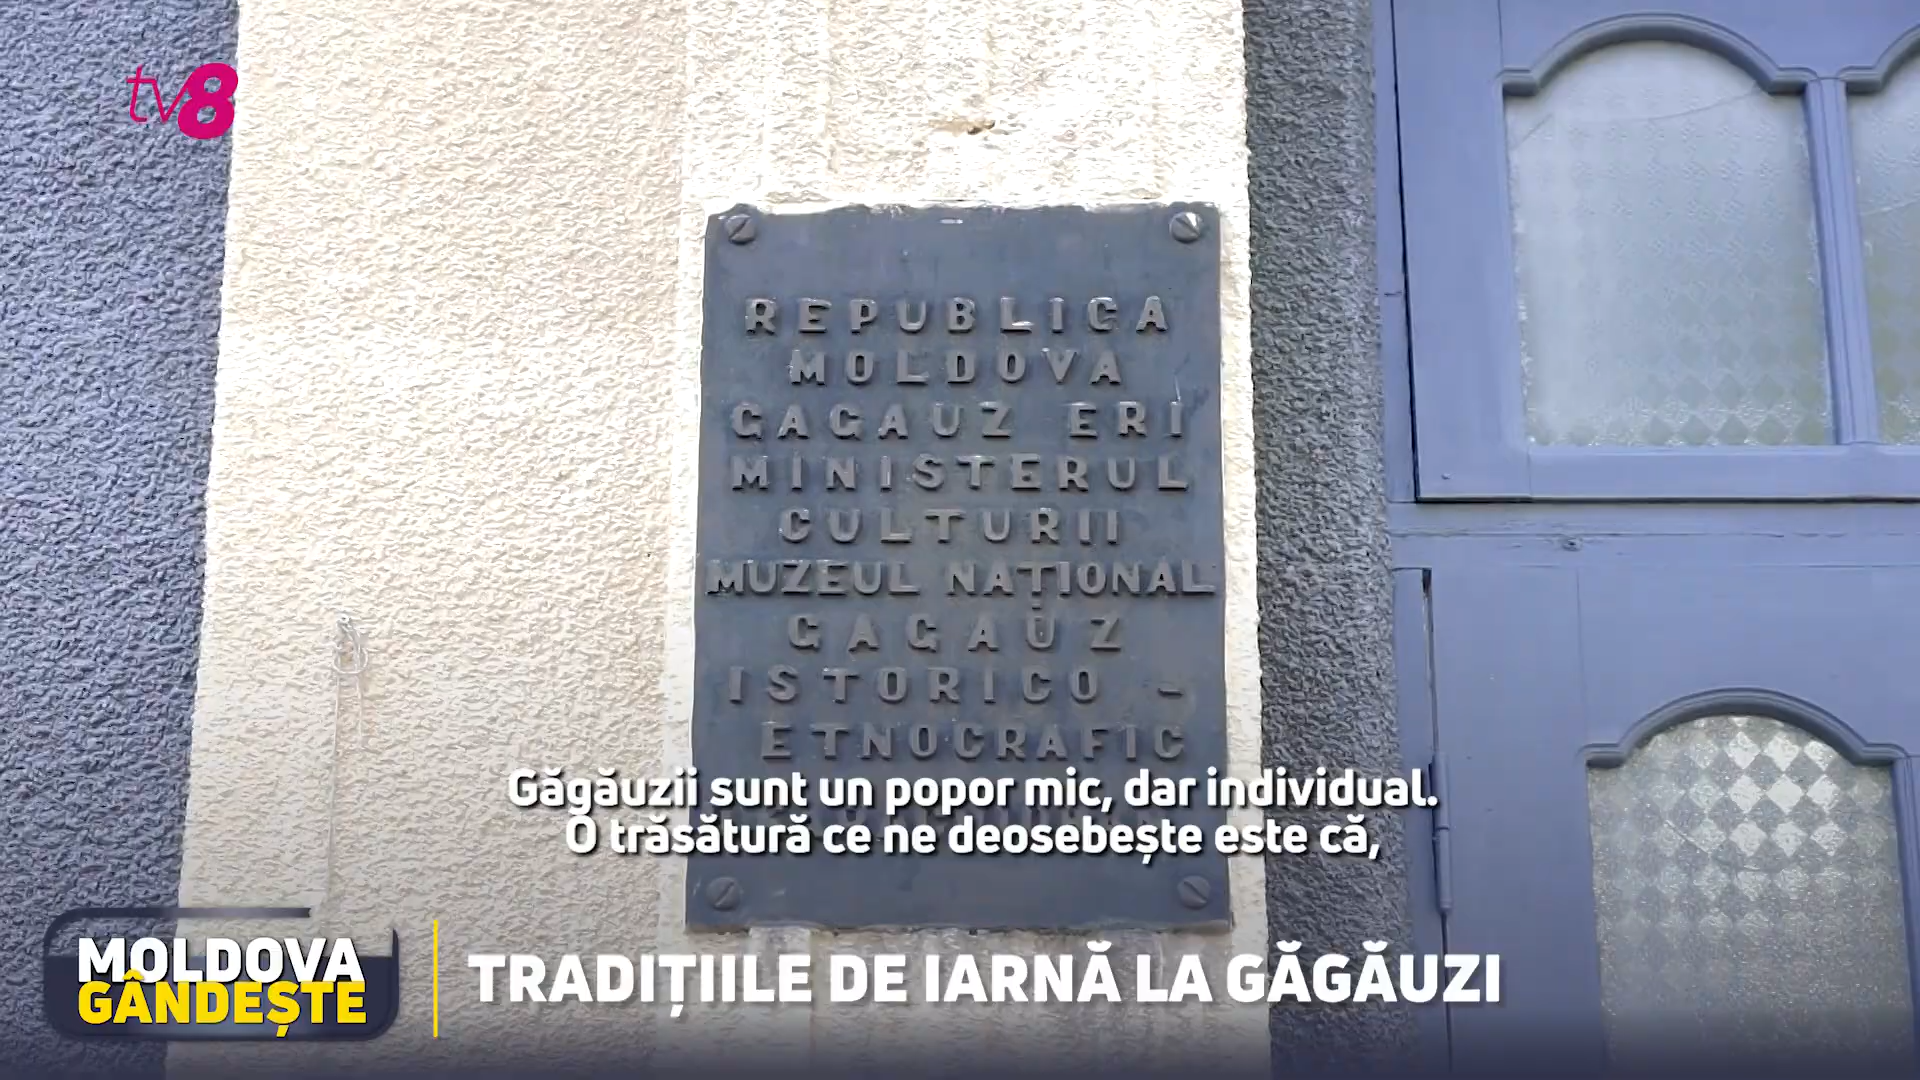 tv8
REPUBLICA
MOLDOVA
GAGAUZ ERI
MINISTERUL
CULTURII
MUZEUL NAȚIONAL
GAGAUZ
ISTORICO –
ETNOGRAFIC
Găgăuzii sunt un popor mic, dar individual.
O trăsătură ce ne deosebește este că,
MOLDOVA
GÂNDEȘTE
TRADIȚIILE DE IARNĂ LA GĂGĂUZI